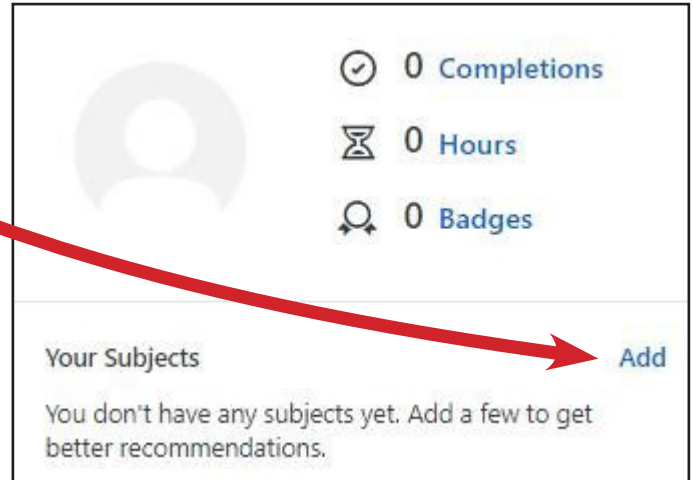 0 Completions
0 Hours
0 Badges
Your Subjects Add
You don't have any subjects yet. Add a few to get
better recommendations.